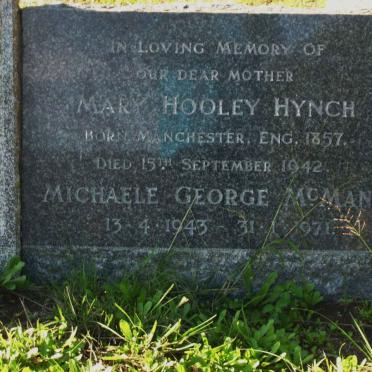 In Loving Memory of
our dear mother
Mary Hooley Hynch
Born Manchester, Eng, 1857.
Died 15th September 1942.
Michaele George McMan
13-4-1943 - 31-1-1971.